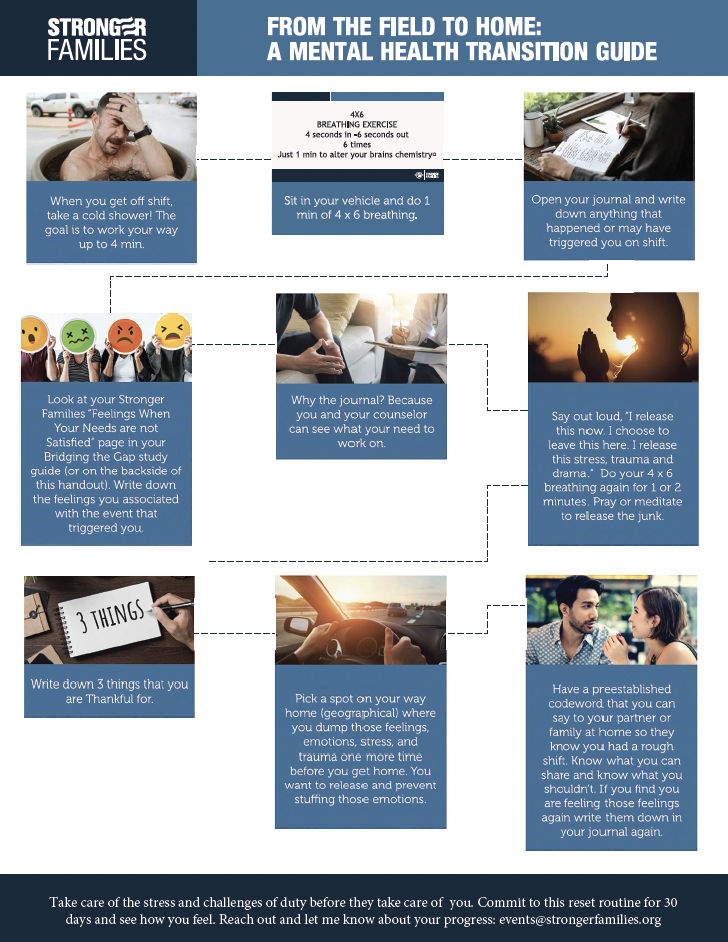 STRONGER
FAMILIES
FROM THE FIELD TO HOME:
A MENTAL HEALTH TRANSITION GUIDE
When you get off shift,
take a cold shower! The
goal is to work your way
up to 4 min.
4X6
BREATHING EXERCISE
4 seconds in -6 seconds out
6 times
Just 1 min to alter your brains chemistry¤
Sit in your vehicle and do 1
min of 4 x 6 breathing.
Open your journal and write
down anything that
happened or may have
triggered you on shift.
Look at your Stronger
Families "Feelings When
Your Needs are not
Satisfied" page in your
Bridging the Gap study
guide (or on the backside of
this handout). Write down
the feelings you associated
with the event that
triggered you.
Why the journal? Because
you and your counselor
can see what your need to
work on.
Say out loud, "I release
this now. I choose to
leave this here. I release
this stress, trauma and
drama." Do your 4 x 6
breathing again for 1 or 2
minutes. Pray or meditate
to release the junk.
3 THINGS
Write down 3 things that you
are Thankful for.
Pick a spot on your way
home (geographical) where
you dump those feelings,
emotions, stress, and
trauma one more time
before you get home. You
want to release and prevent
stuffing those emotions.
Have a preestablished
codeword that you can
say to your partner or
family at home so they
know you had a rough
shift. Know what you can
share and know what you
shouldn't. If you find you
are feeling those feelings
again write them down in
your journal again.
Take care of the stress and challenges of duty before they take care of you. Commit to this reset routine for 30
days and see how you feel. Reach out and let me know about your progress: events@strongerfamilies.org